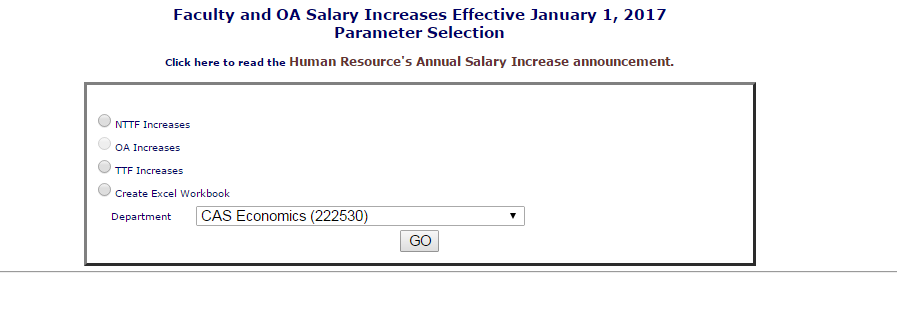 Faculty and OA Salary Increases Effective January 1, 2017
Parameter Selection
Click here to read the Human Resource's Annual Salary Increase announcement.
NTTF Increases
OA Increases
TTF Increases
Create Excel Workbook
Department CAS Economics (222530)
GO